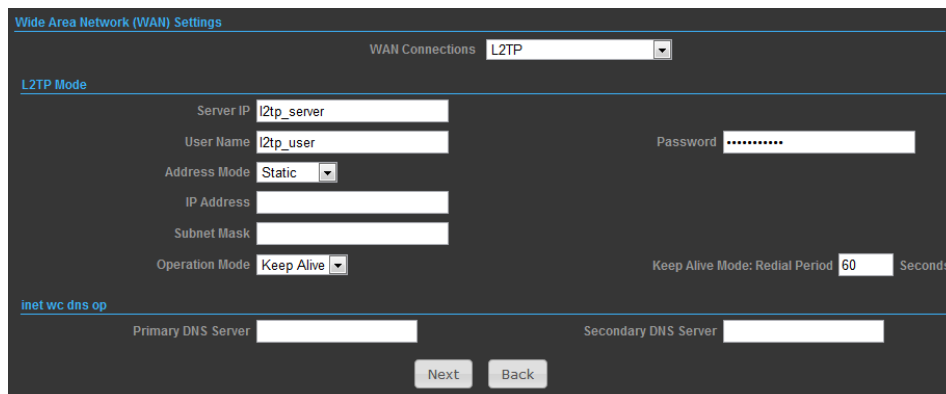 Wide Area Network (WAN) Settings
WAN Connections L2TP
L2TP Mode
Server IP l2tp_server
User Name l2tp_user Password •••••••••••
Address Mode Static
IP Address
Subnet Mask
Operation Mode Keep Alive Keep Alive Mode: Redial Period 60 Seconds
inet wc dns op
Primary DNS Server Secondary DNS Server
Next Back